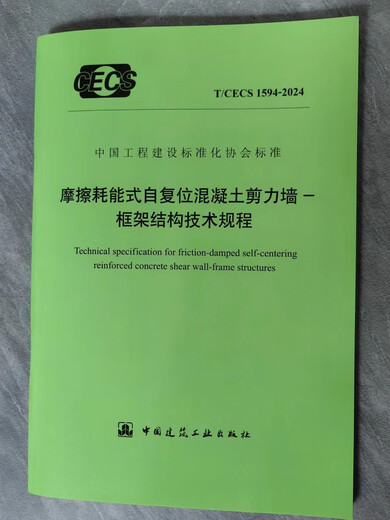 CECS
T/CECS 1594-2024
中国工程建设标准化协会标准
摩擦耗能式自复位混凝土剪力墙-
框架结构技术规程
Technical specification for friction-damped self-centering
reinforced concrete shear wall-frame structures
中国建筑工业出版社